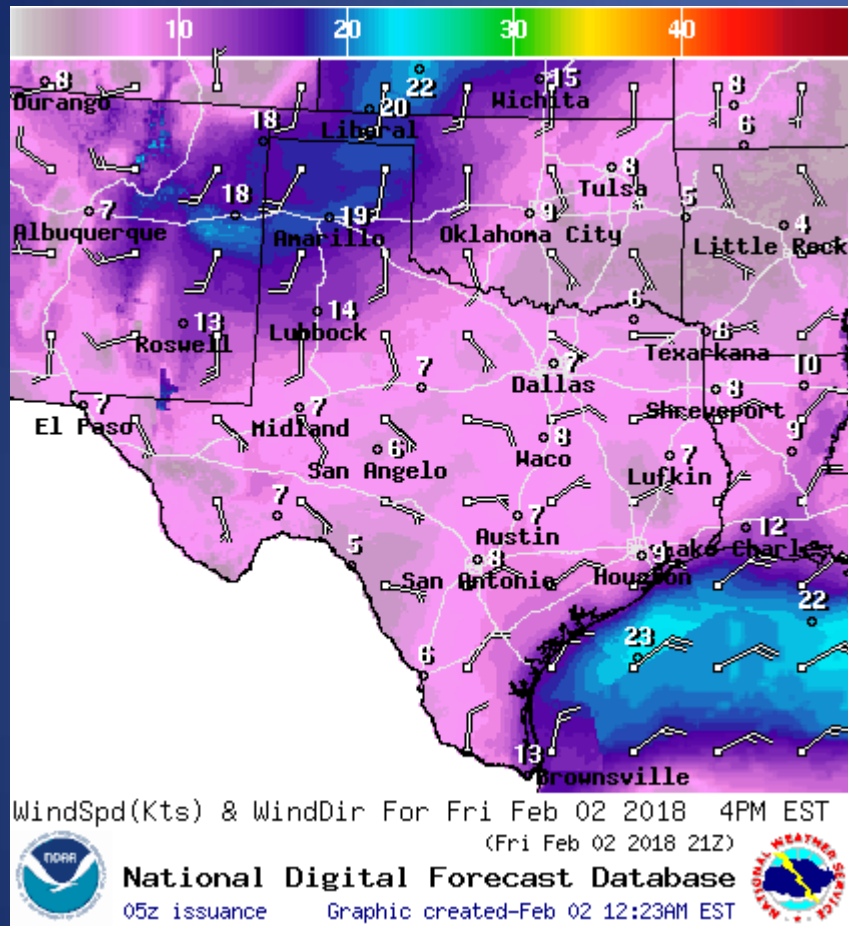 10 20 30 40
8 22 15 8
Durango Wichita
20
Liberal
18 6
8
Tulsa
7 18 19 9 5 4
Albuquerque Amarillo Oklahoma City Little Rock
13 14 6 8
Roswell Lubbock Texarkana
7 7 10
Dallas
7 7 8
El Paso Midland Shreveport
6 8 7 9
San Angelo Waco Lufkin
7 7 12
Austin Lake Charles
5 8 9
San Antonio Houston
22
6 23
13
Brownsville
WindSpd(Kts) & WindDir For Fri Feb 02 2018 4PM EST
(Fri Feb 02 2018 21Z)
NOAA
National Digital Forecast Database
NATIONAL WEATHER SERVICE
05z issuance Graphic created-Feb 02 12:23AM EST